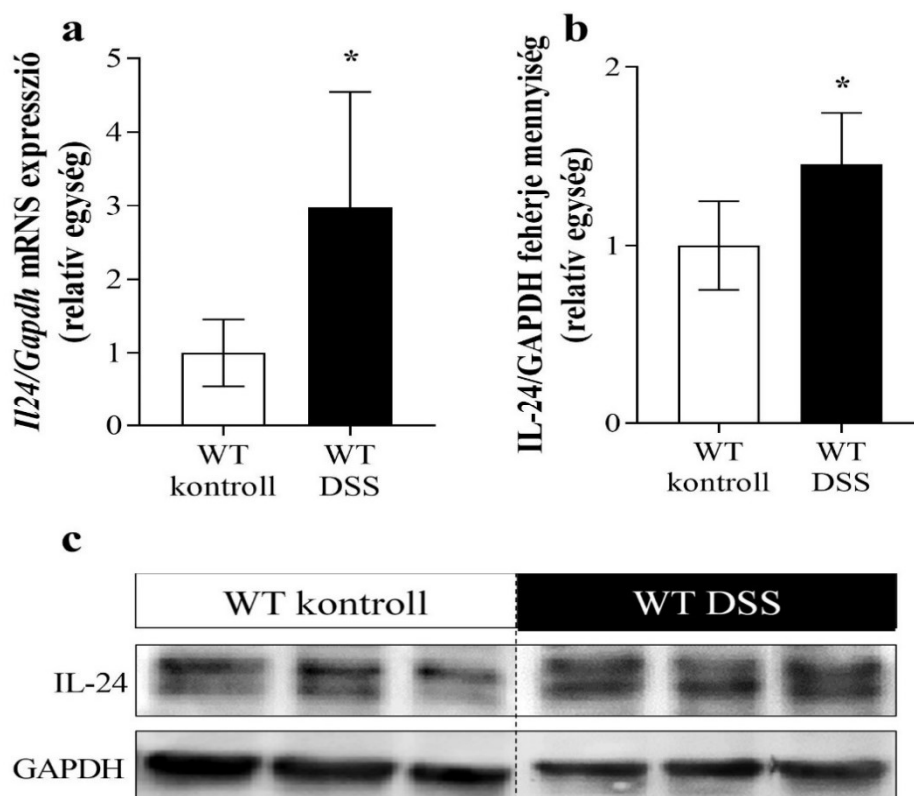 a
Il24/Gapdh mRNS expresszió
(relatív egység)
5
4
3
2
1
0
*
WT
kontroll
WT
DSS
b
IL-24/GAPDH fehérje mennyiség
(relatív egység)
2
1
0
*
WT
kontroll
WT
DSS
c
WT kontroll
WT DSS
IL-24
GAPDH